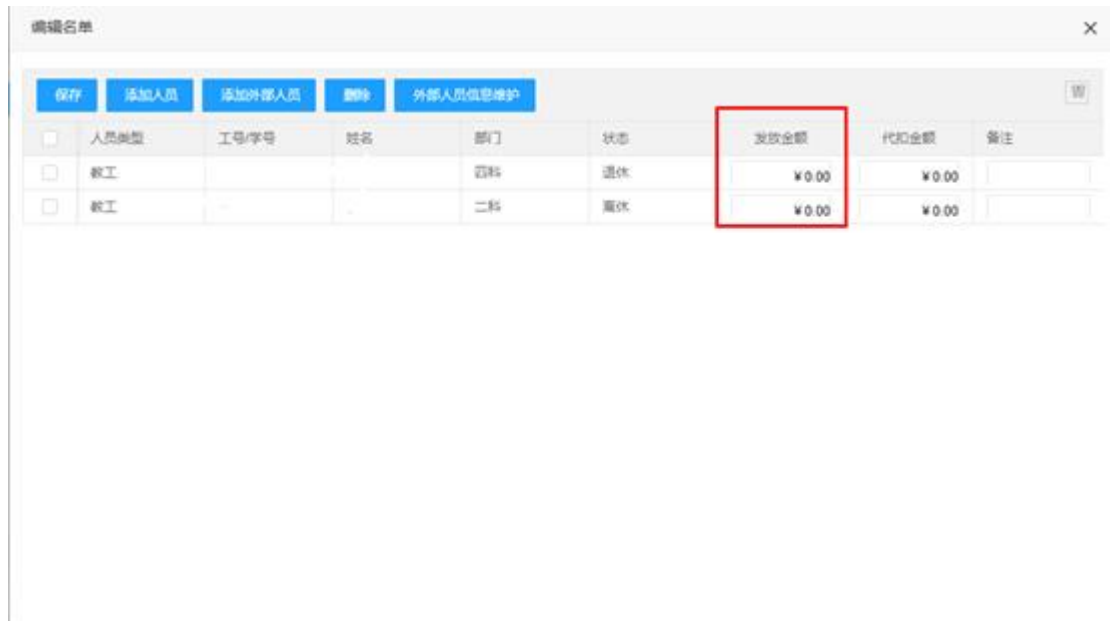 编辑名单
保存 添加人员 添加外部人员 删除 外部人员信息维护
人员类型 工号/学号 姓名 部门 状态 发放金额 代扣金额 备注
教工 四科 退休 ¥0.00 ¥0.00
教工 二科 离休 ¥0.00 ¥0.00